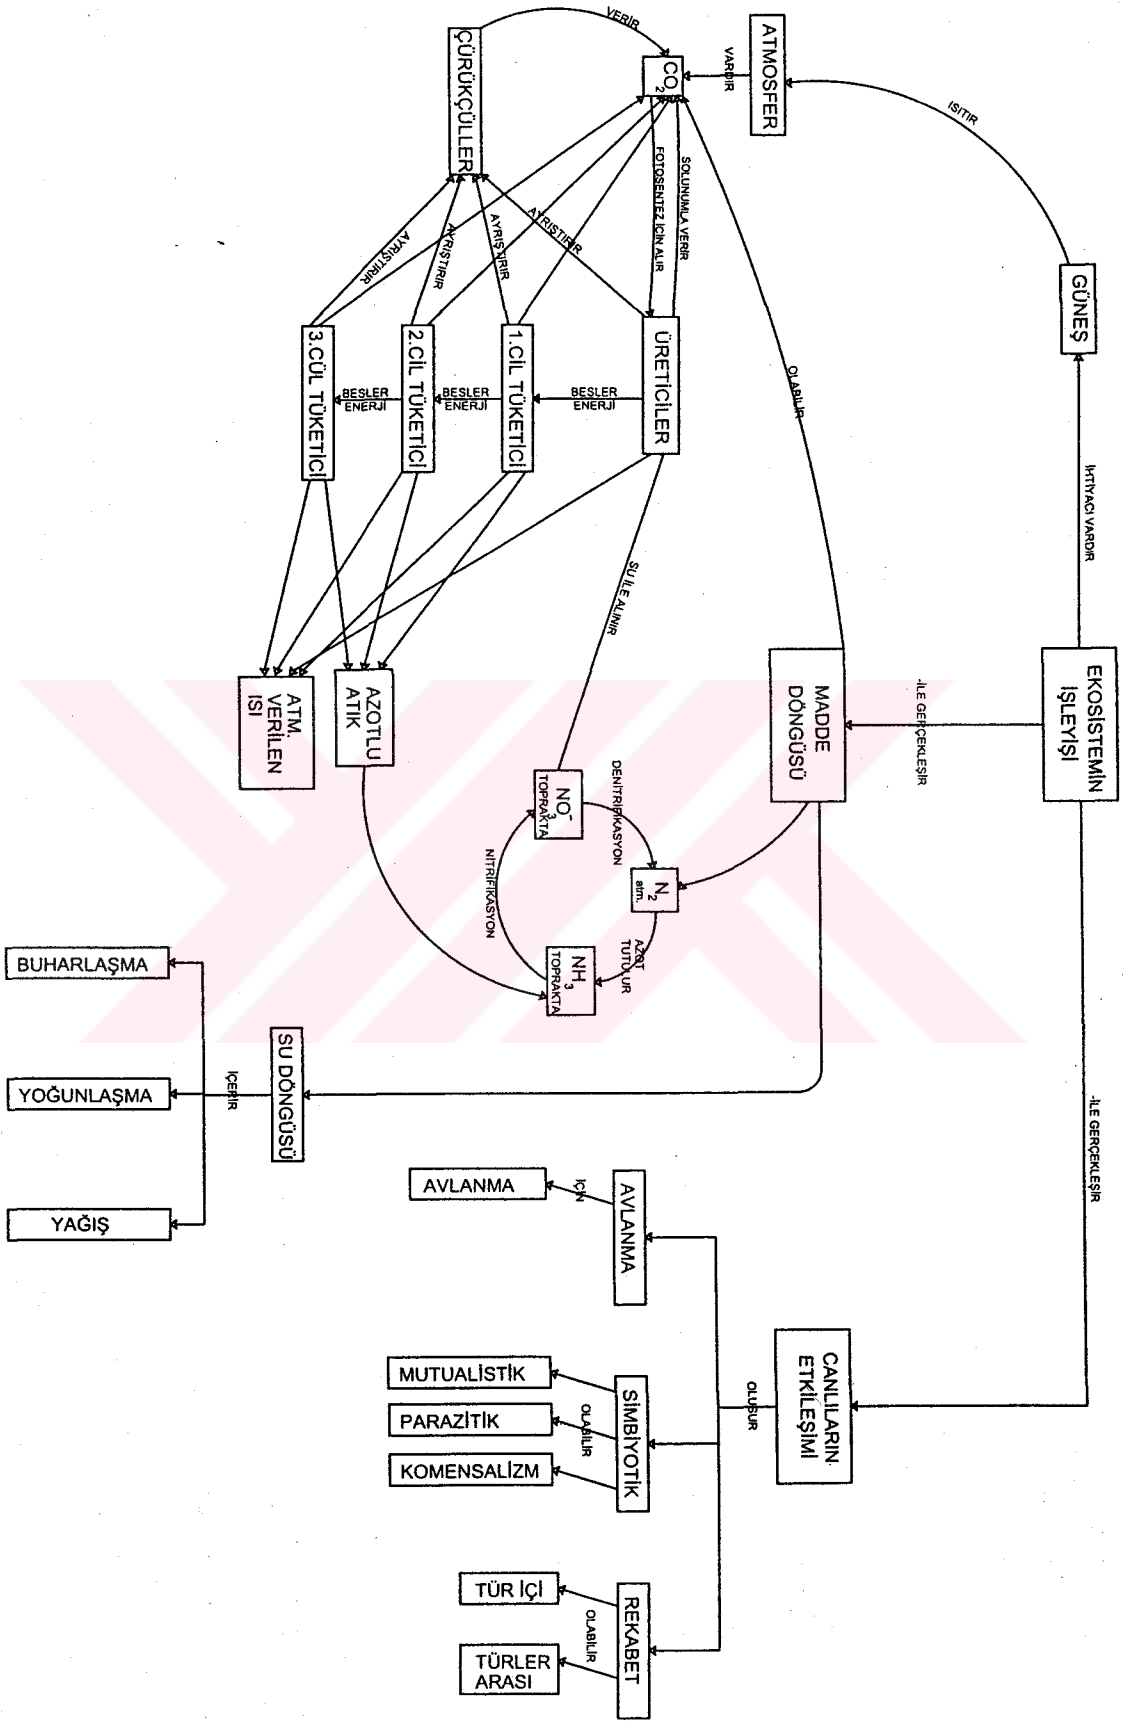 EKOSİSTEMİN
İŞLEYİŞİ
İHTİYACI VARDIR
-İLE GERÇEKLEŞİR
-İLE GERÇEKLEŞİR
GÜNEŞ
ISITIR
ATMOSFER
VARDIR
CO2
VERİR
ÇÜRÜKÇÜLLER
MADDE
DÖNGÜSÜ
OLABİLİR
SOLUNUMLA VERİR
FOTOSENTEZ İÇİN ALIR
AYRIŞTIRIR
AYRIŞTIRIR
AYRIŞTIRIR
AYRIŞTIRIR
ÜRETİCİLER
BESLER
ENERJİ
1.CİL TÜKETİCİ
BESLER
ENERJİ
2.CİL TÜKETİCİ
BESLER
ENERJİ
3.CÜL TÜKETİCİ
SU İLE ALINIR
AZOTLU
ATIK
ATM.
VERİLEN
ISI
NO3-
TOPRAKTA
DENİTRİFİKASYON
N2
atm.
AZOT
TUTULUR
NH3
TOPRAKTA
NİTRİFİKASYON
SU DÖNGÜSÜ
İÇERİR
BUHARLAŞMA
YOĞUNLAŞMA
YAĞIŞ
CANLILARIN
ETKİLEŞİMİ
OLUŞUR
AVLANMA
İÇİN
AVLANMA
SİMBİYOTİK
OLABİLİR
MUTUALİSTİK
PARAZİTİK
KOMENSALİZM
REKABET
OLABİLİR
TÜR İÇİ
TÜRLER
ARASI